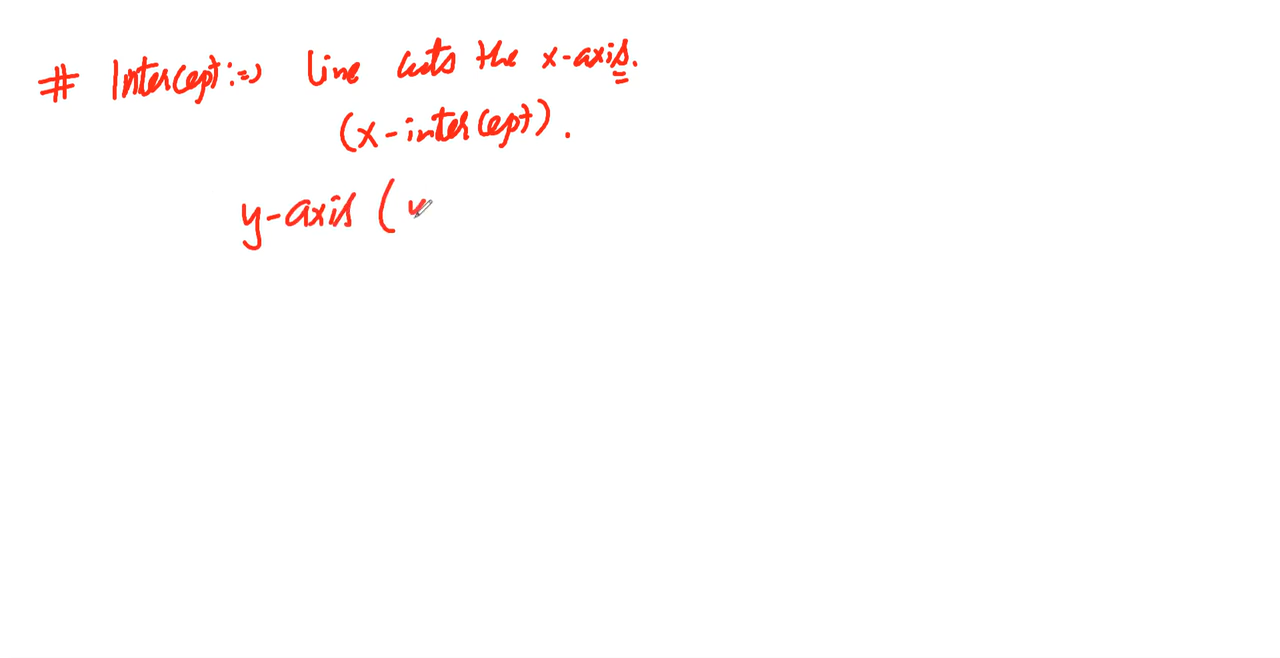 # Intercept :=> Line cuts the x-axis.
(x-intercept).
y-axis (